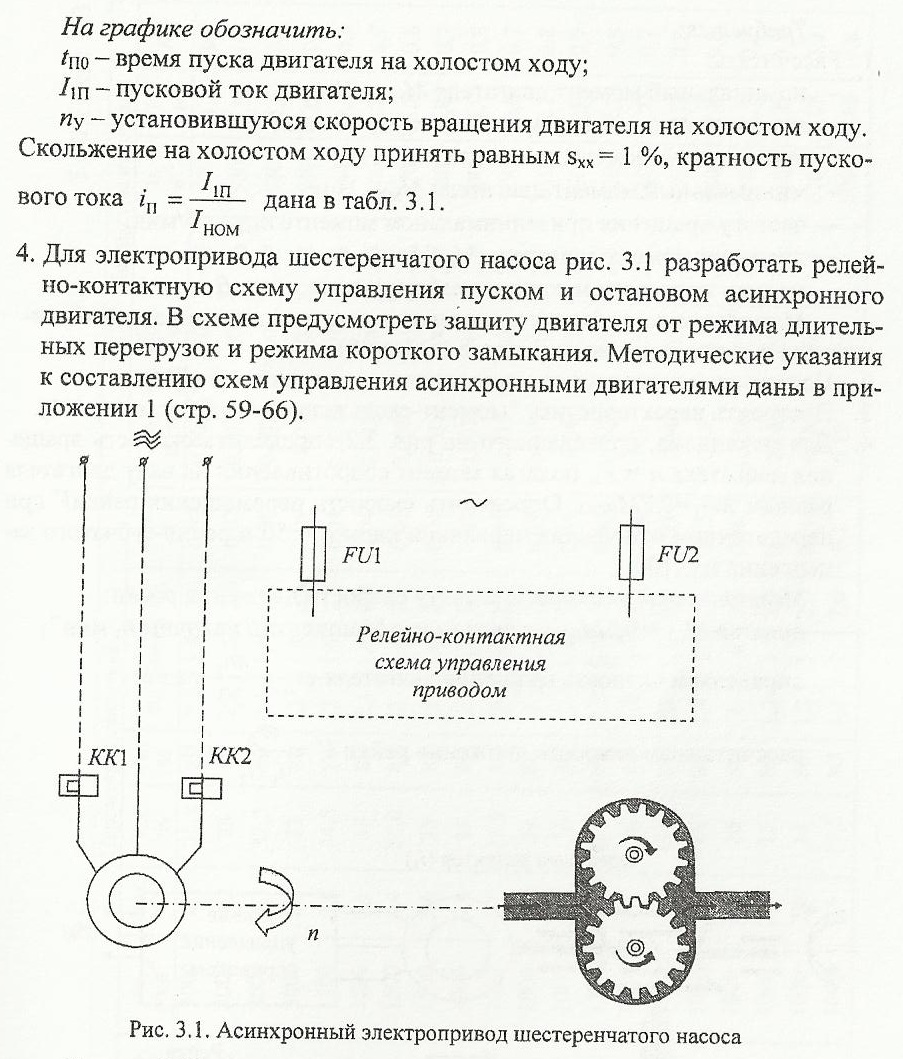 На графике обозначить:
tПО – время пуска двигателя на холостом ходу;
I1П – пусковой ток двигателя;
nУ – установившуюся скорость вращения двигателя на холостом ходу.
Скольжение на холостом ходу принять равным sхх = 1 %, кратность пуско-
вого тока iП = I1П / IНОМ дана в табл. 3.1.
4. Для электропривода шестеренчатого насоса рис. 3.1 разработать релей-
но-контактную схему управления пуском и остановом асинхронного
двигателя. В схеме предусмотреть защиту двигателя от режима длитель-
ных перегрузок и режима короткого замыкания. Методические указания
к составлению схем управления асинхронными двигателями даны в при-
ложении 1 (стр. 59-66).
FU1
FU2
Релейно-контактная
схема управления
приводом
KK1
KK2
n
Рис. 3.1. Асинхронный электропривод шестеренчатого насоса